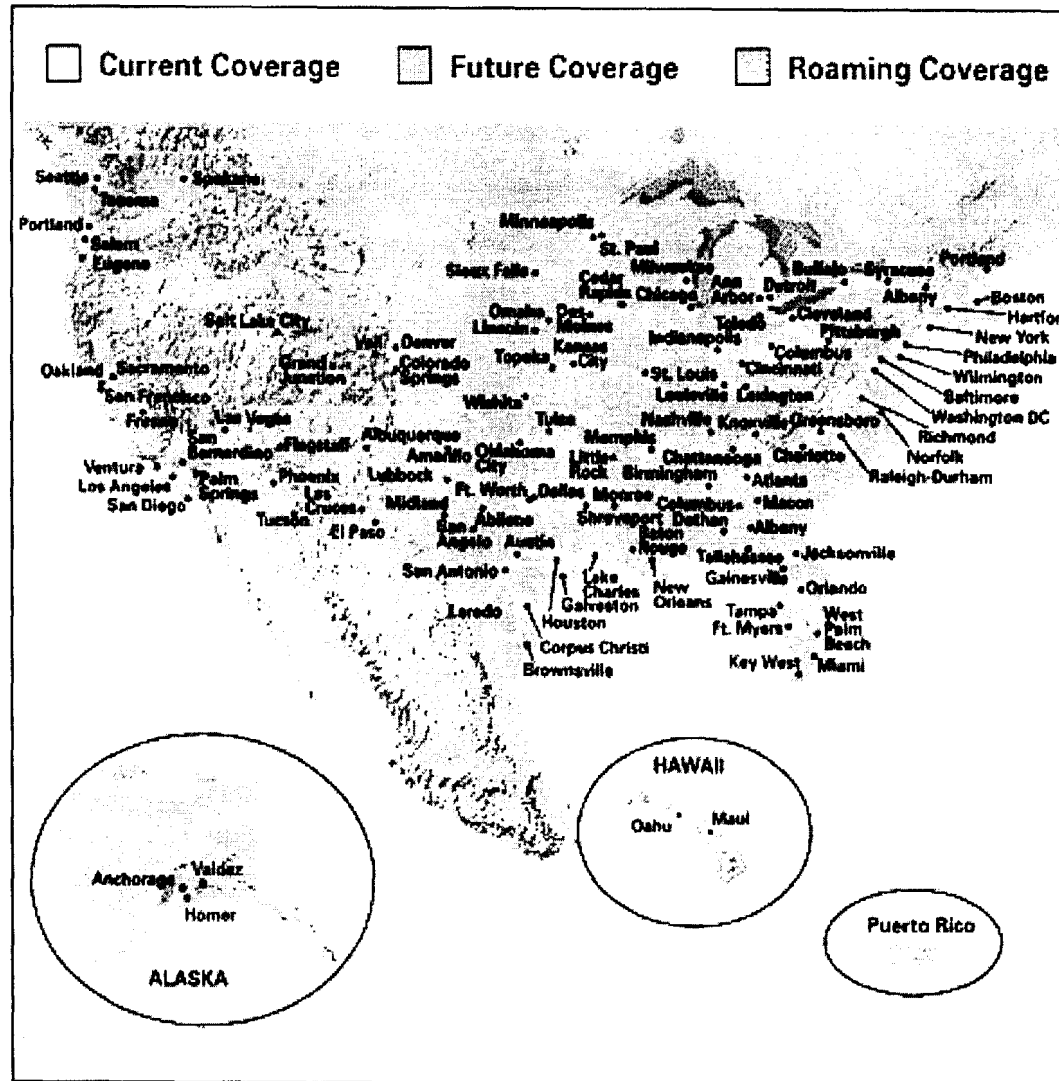 Current Coverage
Future Coverage
Roaming Coverage
Seattle
Spokane
Tacoma
Portland
Salem
Eugene
Minneapolis
St. Paul
Sioux Falls
Milwaukee
Cedar
Rapids
Chicago
Ann
Arbor
Detroit
Buffalo
Syracuse
Portland
Albany
Boston
Hartfor
New York
Philadelphia
Wilmington
Baltimore
Washington DC
Richmond
Norfolk
Raleigh-Durham
Salt Lake City
Omaha
Lincoln
Des
Moines
Toledo
Cleveland
Pittsburgh
Indianapolis
Columbus
Cincinnati
Vail
Denver
Colorado
Springs
Grand
Junction
Topeka
Kansas
City
St. Louis
Louisville
Lexington
Oakland
Sacramento
San Francisco
Fresno
Las Vegas
Wichita
Tulsa
Nashville
Knoxville
Greensboro
San
Bernardino
Flagstaff
Albuquerque
Amarillo
Oklahoma
City
Memphis
Little
Rock
Chattanooga
Charlotte
Ventura
Los Angeles
San Diego
Palm
Springs
Phoenix
Tucson
Las
Cruces
El Paso
Lubbock
Midland
Ft. Worth
Dallas
Abilene
San
Angelo
Monroe
Shreveport
Birmingham
Atlanta
Columbus
Macon
Dothan
Albany
Austin
San Antonio
Baton
Rouge
Tallahassee
Jacksonville
Gainesville
Orlando
Lake
Charles
New
Orleans
Galveston
Houston
Laredo
Corpus Christi
Brownsville
Tampa
Ft. Myers
West
Palm
Beach
Key West
Miami
HAWAII
Oahu
Maui
Anchorage
Valdez
Homer
ALASKA
Puerto Rico